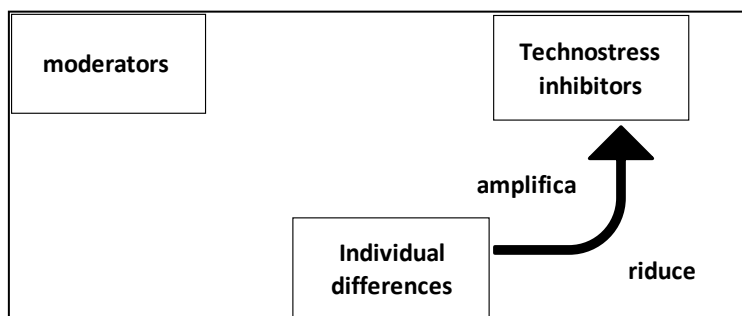 moderators
Technostress
inhibitors
amplifica
Individual
differences
riduce